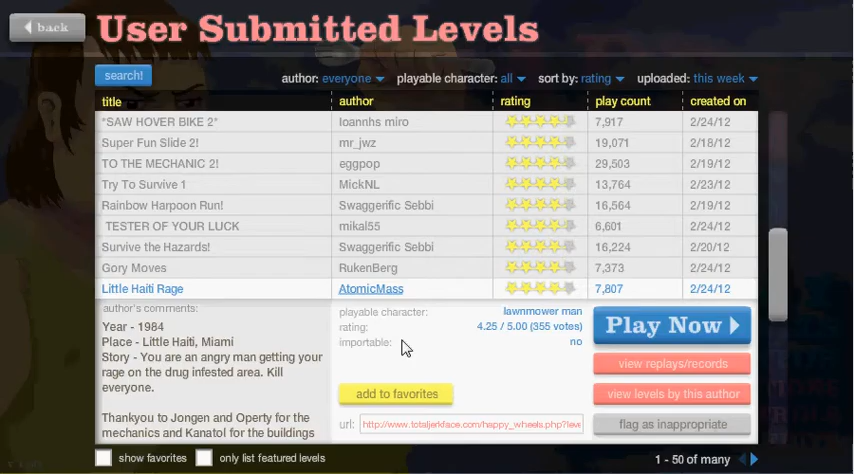 back
User Submitted Levels
search!
author: everyone playable character: all sort by: rating uploaded: this week
title author rating play count created on
*SAW HOVER BIKE 2* Ioannhs miro 7,917 2/24/12
Super Fun Slide 2! mr_jwz 19,071 2/18/12
TO THE MECHANIC 2! eggpop 29,503 2/19/12
Try To Survive 1 MickNL 13,764 2/23/12
Rainbow Harpoon Run! Swaggerific Sebbi 16,564 2/19/12
TESTER OF YOUR LUCK mikal55 6,601 2/24/12
Survive the Hazards! Swaggerific Sebbi 16,224 2/20/12
Gory Moves RukenBerg 7,373 2/24/12
Little Haiti Rage AtomicMass 7,807 2/24/12
author's comments:
Year - 1984
Place - Little Haiti, Miami
Story - You are an angry man getting your
rage on the drug infested area. Kill
everyone.
Thankyou to Jongen and Operty for the
mechanics and Kanatol for the buildings
playable character: lawnmower man
rating: 4.25 / 5.00 (355 votes)
importable: no
add to favorites
url: http://www.totaljerkface.com/happy_wheels.php?leve
Play Now
view replays/records
view levels by this author
flag as inappropriate
show favorites only list featured levels
1 - 50 of many